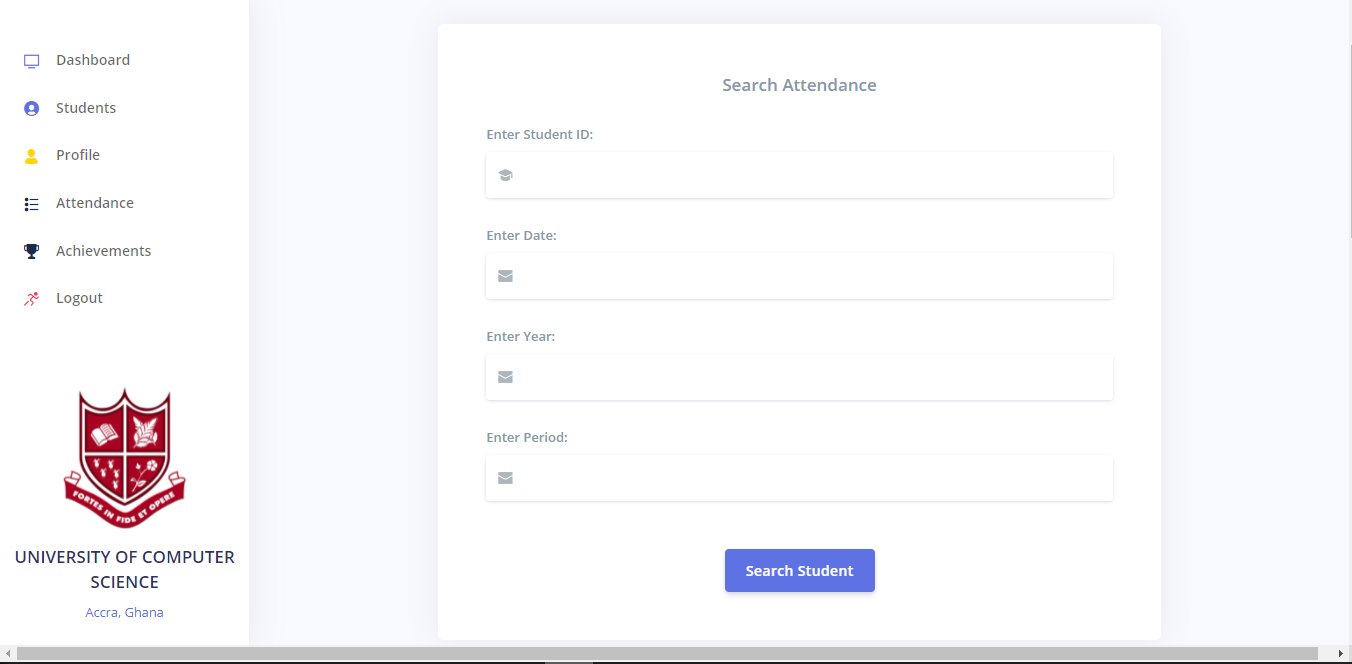 Dashboard
Students
Profile
Attendance
Achievements
Logout
FORTES IN FIDE ET OPERE
UNIVERSITY OF COMPUTER
SCIENCE
Accra, Ghana
Search Attendance
Enter Student ID:
Enter Date:
Enter Year:
Enter Period:
Search Student